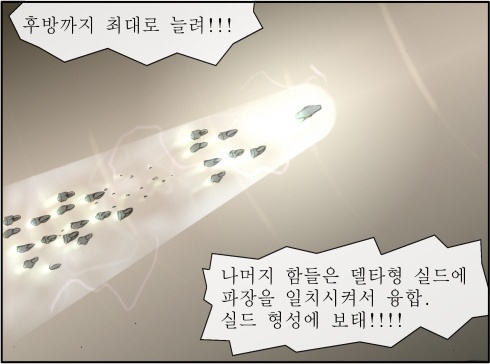 후방까지 최대로 늘려!!!
나머지 함들은 델타형 실드에
파장을 일치시켜서 융합.
실드 형성에 보태!!!!